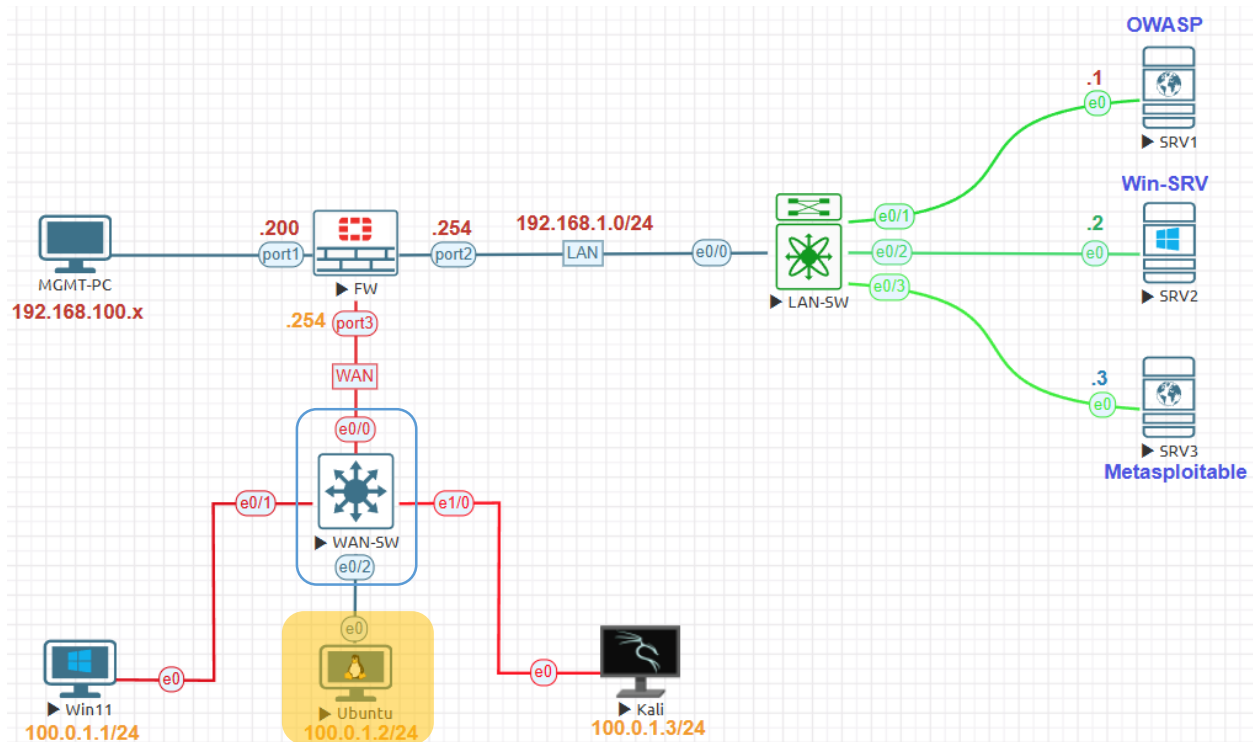 OWASP
.1
e0
SRV1
Win-SRV
.2
e0
SRV2
.3
e0
SRV3
Metasploitable
MGMT-PC
192.168.100.x
.200
port1
FW
.254
port2
192.168.1.0/24
LAN
e0/0
LAN-SW
e0/1
e0/2
e0/3
.254
port3
WAN
e0/0
e0/1
e1/0
WAN-SW
e0/2
e0
Ubuntu
100.0.1.2/24
e0
Win11
100.0.1.1/24
e0
Kali
100.0.1.3/24